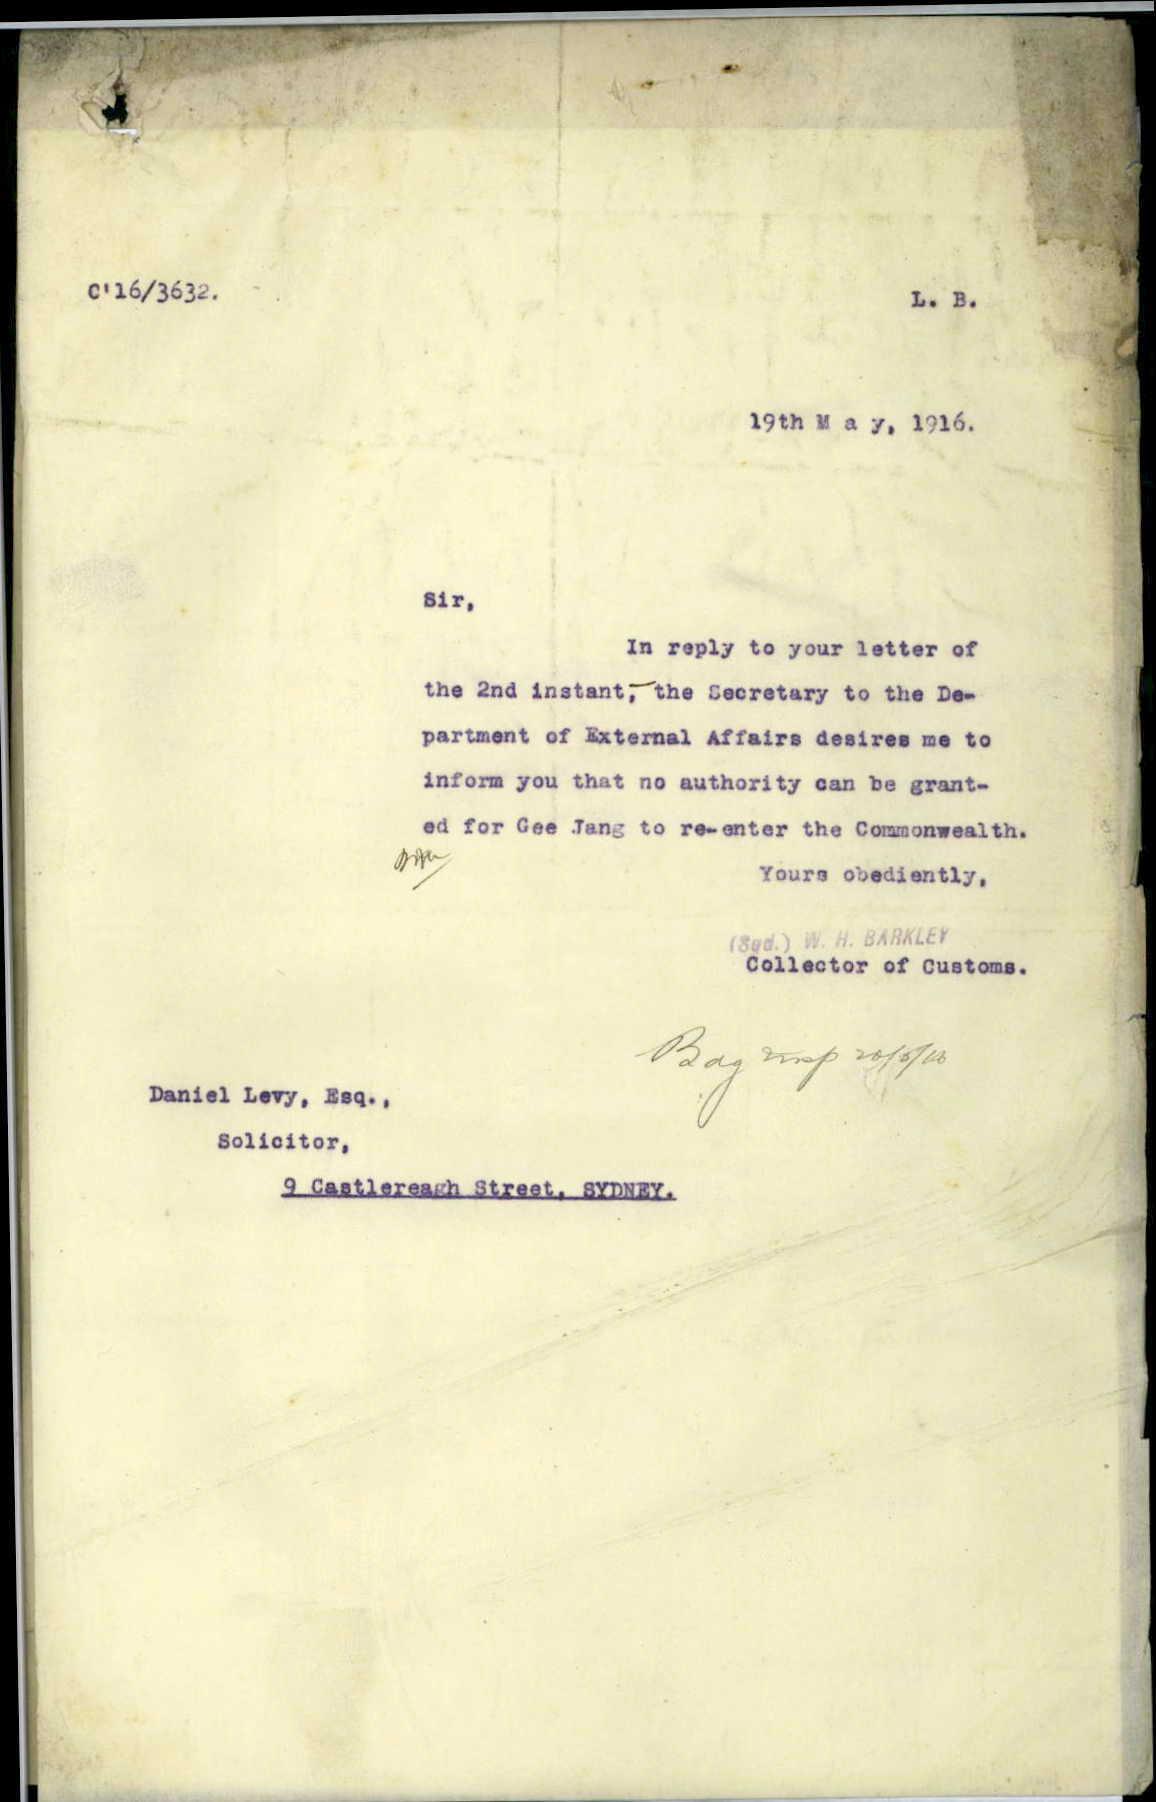 C'16/3632.
L. B.
19th M a y, 1916.
Sir,
In reply to your letter of
the 2nd instant,- the Secretary to the De-
partment of External Affairs desires me to
inform you that no authority can be grant-
ed for Gee Jang to re-enter the Commonwealth.
Yours obediently,
(Sgd.) W. H. BARKLEY
Collector of Customs.
Daniel Levy, Esq.,
Solicitor,
9 Castlereagh Street, SYDNEY.